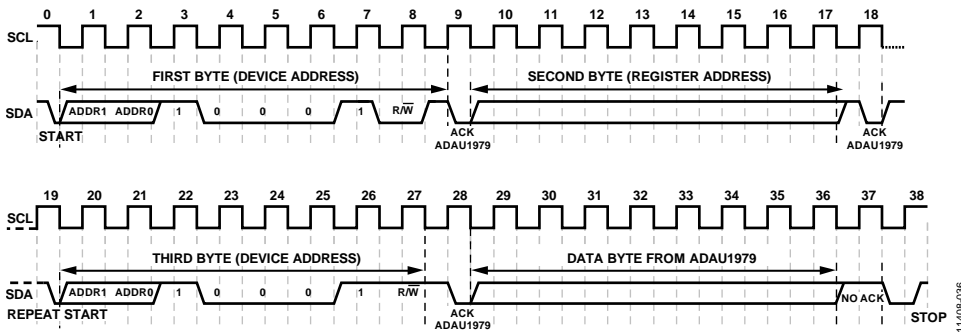 0 1 2 3 4 5 6 7 8 9 10 11 12 13 14 15 16 17 18
SCL
FIRST BYTE (DEVICE ADDRESS) SECOND BYTE (REGISTER ADDRESS)
SDA ADDR1 ADDR0 1 0 0 0 1 R/W̅
START ACK ADAU1979 ACK ADAU1979
19 20 21 22 23 24 25 26 27 28 29 30 31 32 33 34 35 36 37 38
SCL
THIRD BYTE (DEVICE ADDRESS) DATA BYTE FROM ADAU1979
SDA ADDR1 ADDR0 1 0 0 0 1 R/W̅ NO ACK
REPEAT START ACK ADAU1979 STOP
11408-036